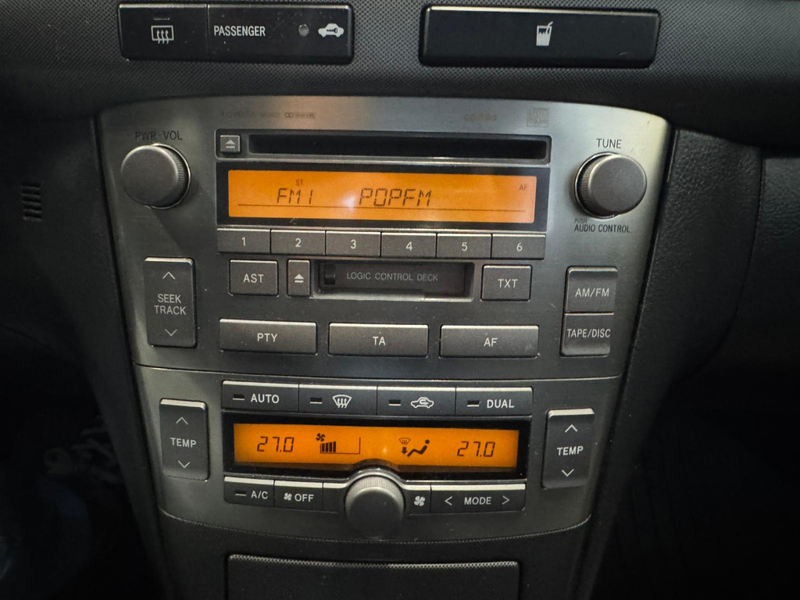 PASSENGER
PWR·VOL
TUNE
ST
AF
FM1 POPFM
PUSH
AUDIO CONTROL
1 2 3 4 5 6
SEEK
TRACK
AST
LOGIC CONTROL DECK
TXT
AM/FM
TAPE/DISC
PTY
TA
AF
AUTO
DUAL
TEMP
27.0
27.0
TEMP
A/C
OFF
< MODE >